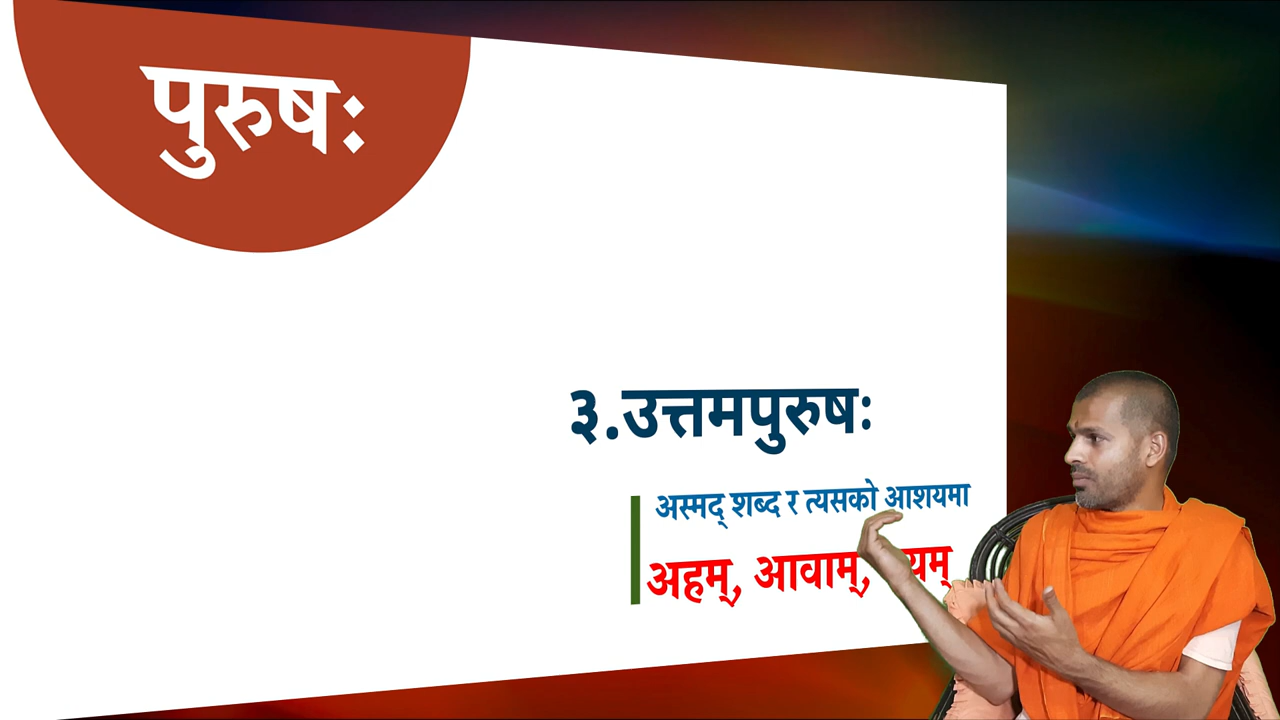 पुरुषः
३.उत्तमपुरुषः
अस्मद् शब्द र त्यसको आशयमा
अहम्, आवाम्,